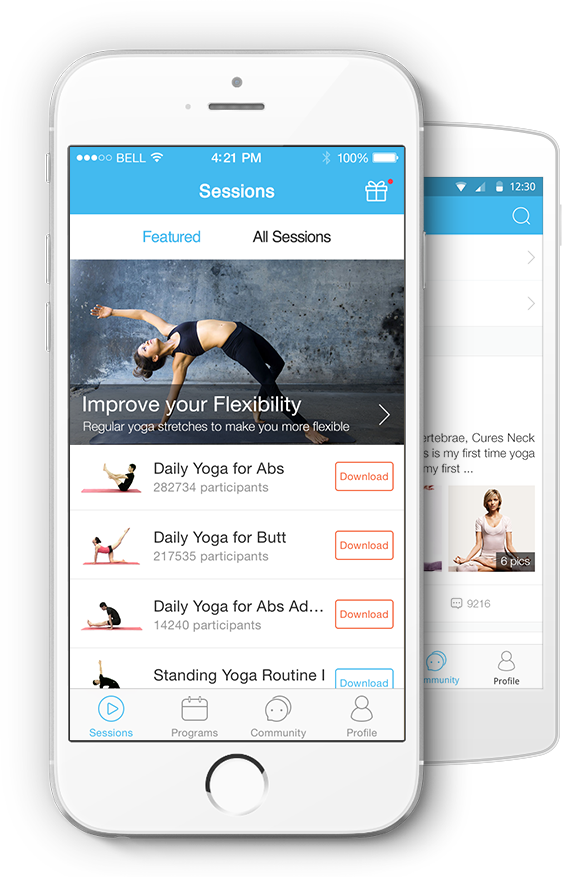 BELL
4:21 PM
100%
Sessions
Featured
All Sessions
Improve your Flexibility
Regular yoga stretches to make you more flexible
Daily Yoga for Abs
282734 participants
Download
Daily Yoga for Butt
217535 participants
Download
Daily Yoga for Abs Ad...
14240 participants
Download
Standing Yoga Routine I
Download
Sessions
Programs
Community
Profile
12:30
ertebrae, Cures Neck
s is my first time yoga
my first ...
6 pics
9216
mmunity
Profile